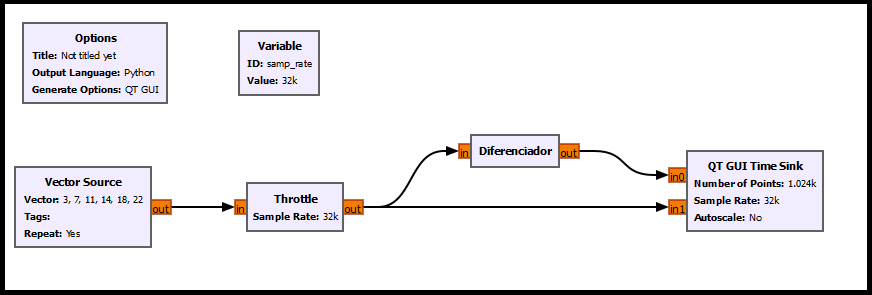 Options
Title: Not titled yet
Output Language: Python
Generate Options: QT GUI
Variable
ID: samp_rate
Value: 32k
Vector Source
Vector: 3, 7, 11, 14, 18, 22
Tags:
Repeat: Yes
out
in
Throttle
Sample Rate: 32k
out
in
Diferenciador
out
in0
in1
QT GUI Time Sink
Number of Points: 1.024k
Sample Rate: 32k
Autoscale: No